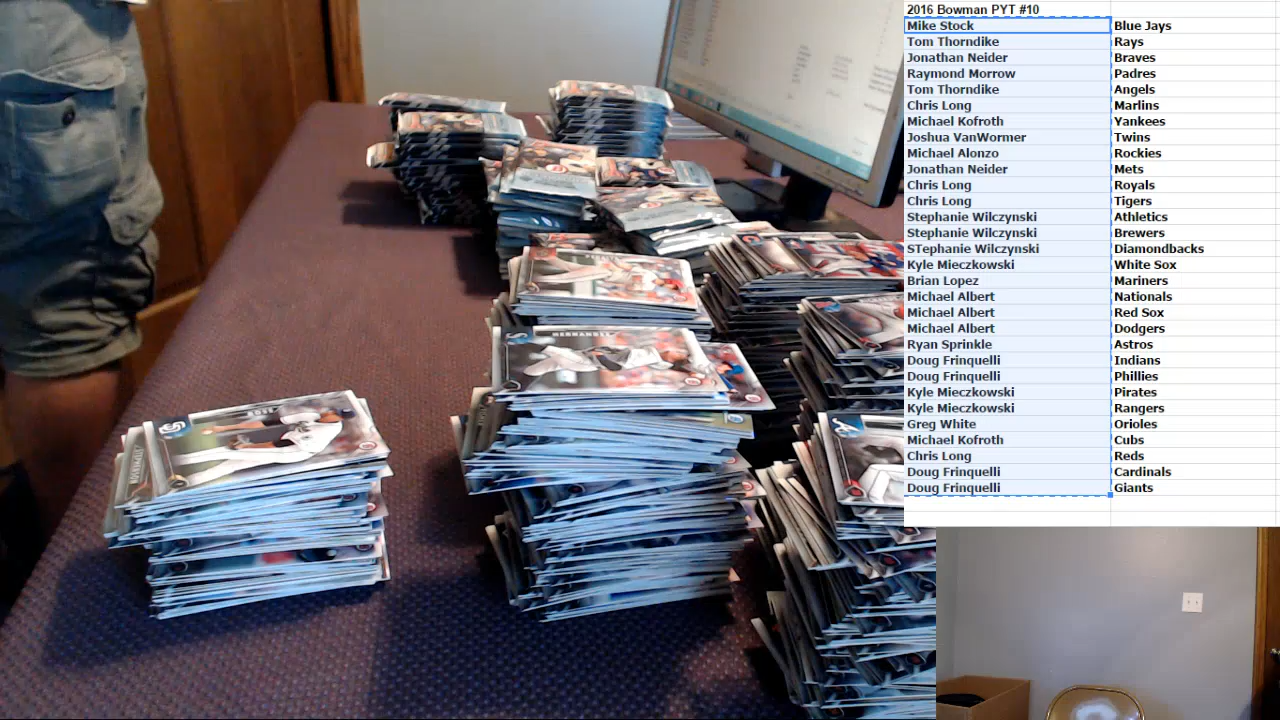 2016 Bowman PYT #10
Mike Stock Blue Jays
Tom Thorndike Rays
Jonathan Neider Braves
Raymond Morrow Padres
Tom Thorndike Angels
Chris Long Marlins
Michael Kofroth Yankees
Joshua VanWormer Twins
Michael Alonzo Rockies
Jonathan Neider Mets
Chris Long Royals
Chris Long Tigers
Stephanie Wilczynski Athletics
Stephanie Wilczynski Brewers
STephanie Wilczynski Diamondbacks
Kyle Mieczkowski White Sox
Brian Lopez Mariners
Michael Albert Nationals
Michael Albert Red Sox
Michael Albert Dodgers
Ryan Sprinkle Astros
Doug Frinquelli Indians
Doug Frinquelli Phillies
Kyle Mieczkowski Pirates
Kyle Mieczkowski Rangers
Greg White Orioles
Michael Kofroth Cubs
Chris Long Reds
Doug Frinquelli Cardinals
Doug Frinquelli Giants
DELL
HERNANDEZ